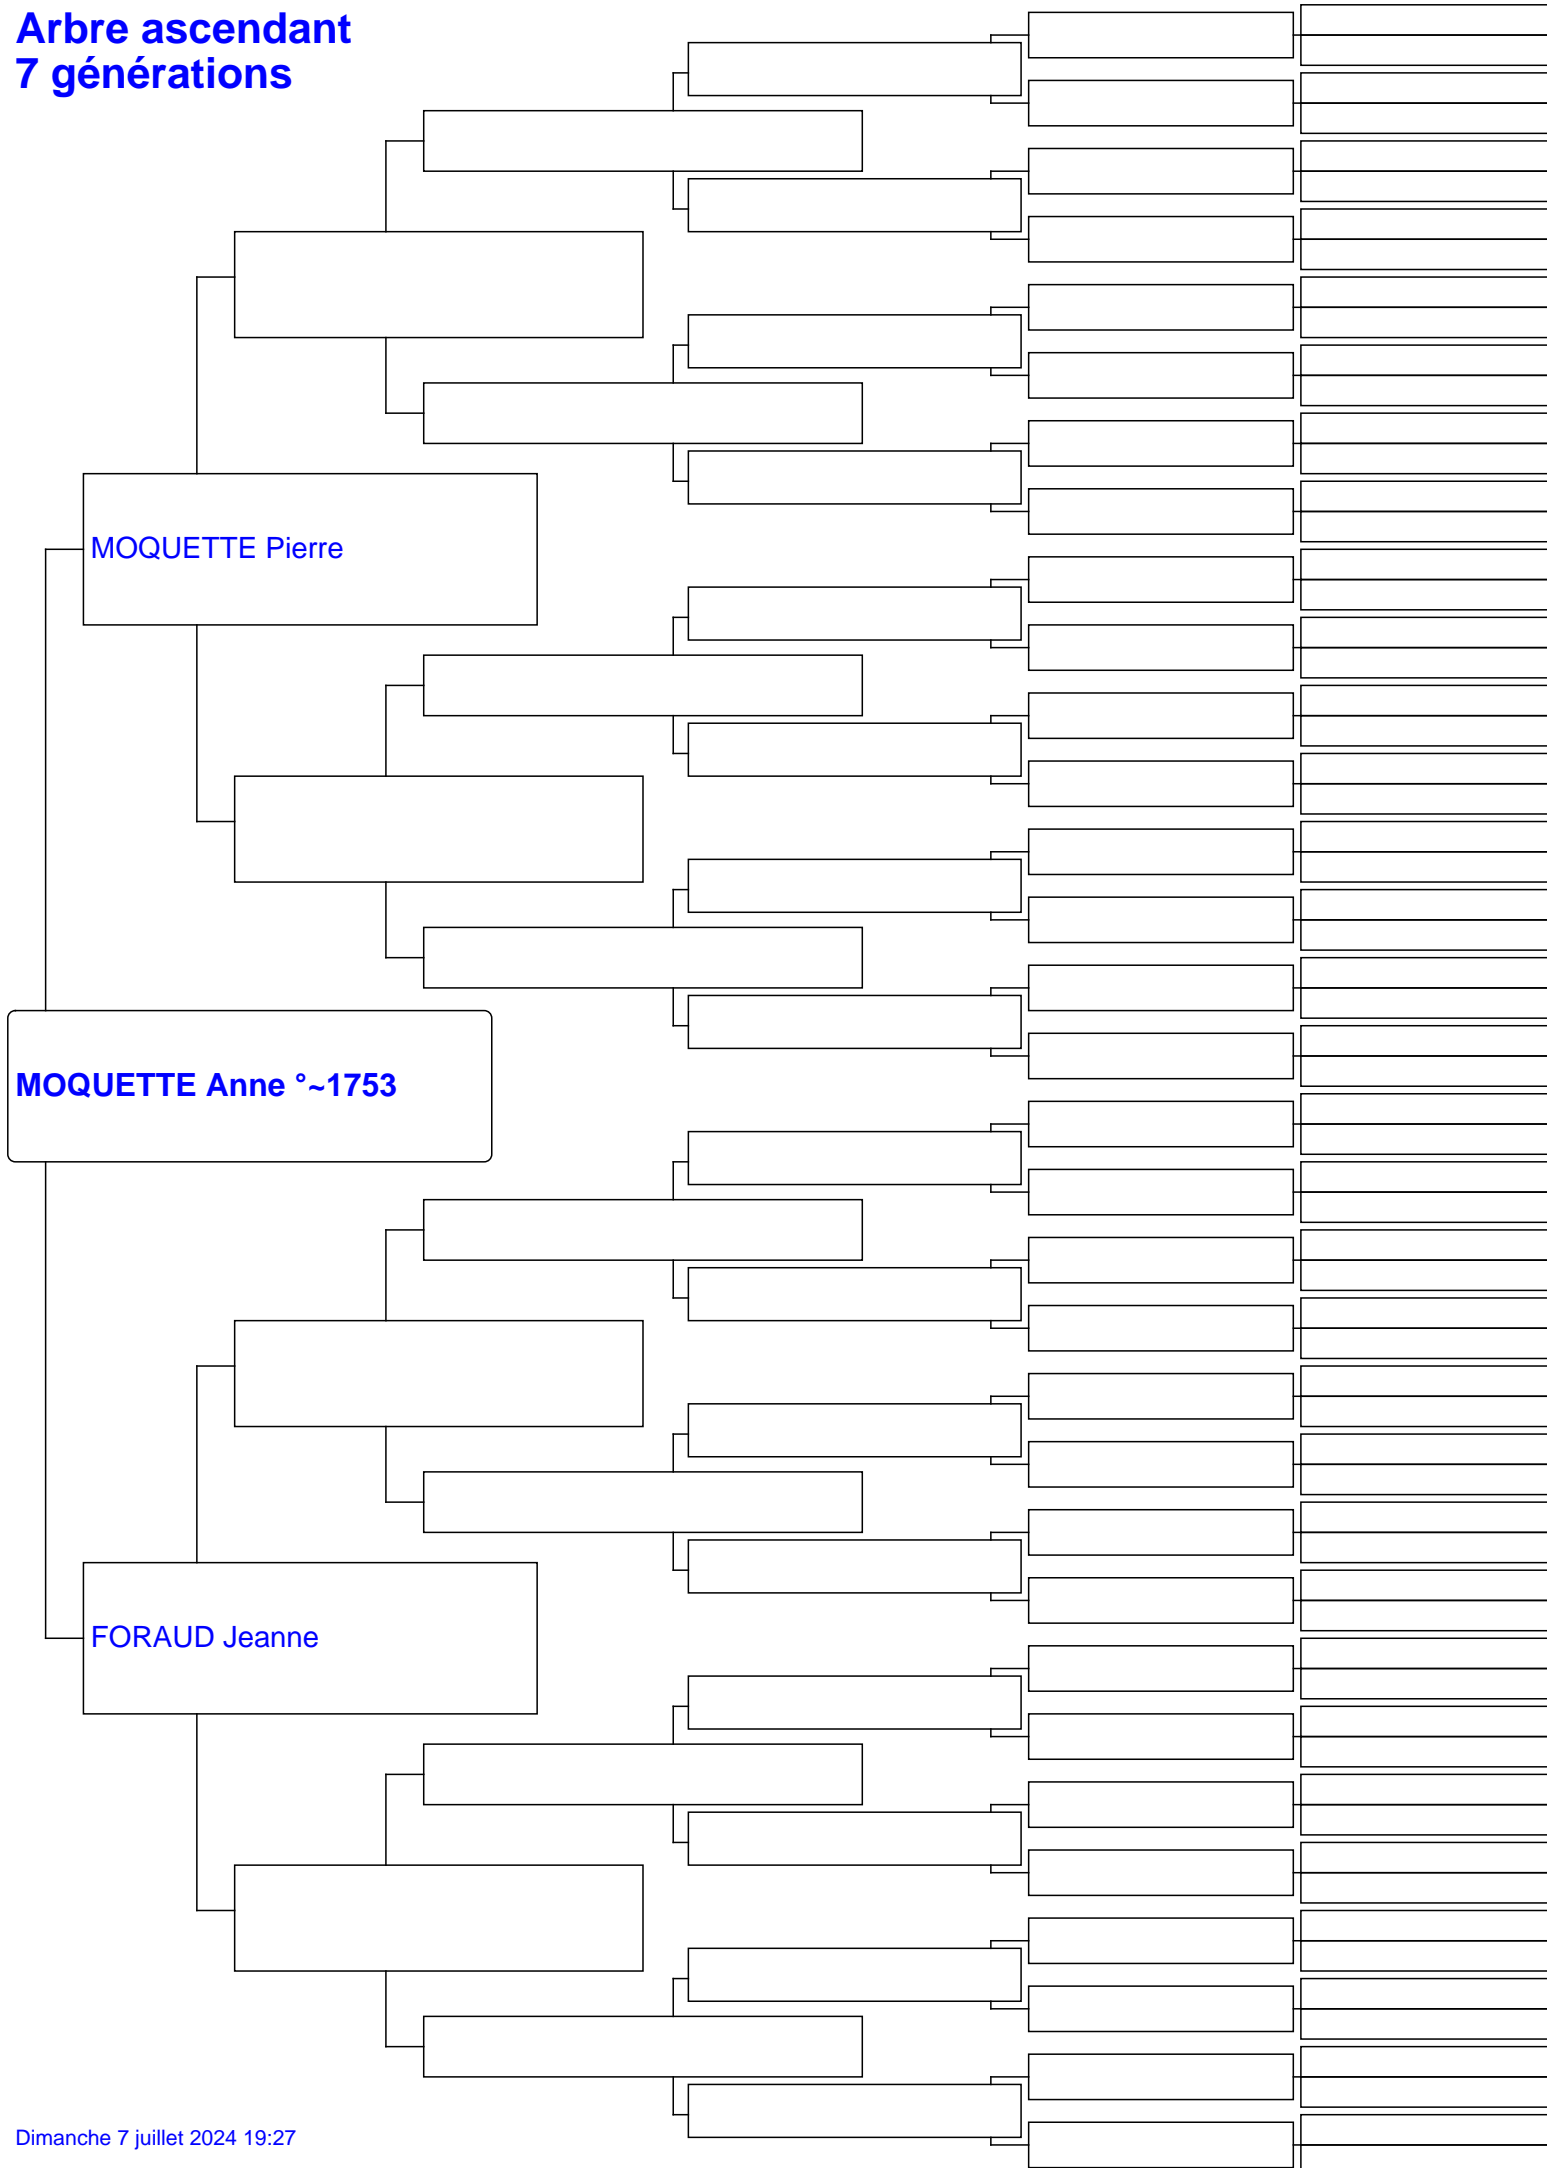 Arbre ascendant
7 générations
MOQUETTE Pierre
MOQUETTE Anne °~1753
FORAUD Jeanne
Dimanche 7 juillet 2024 19:27